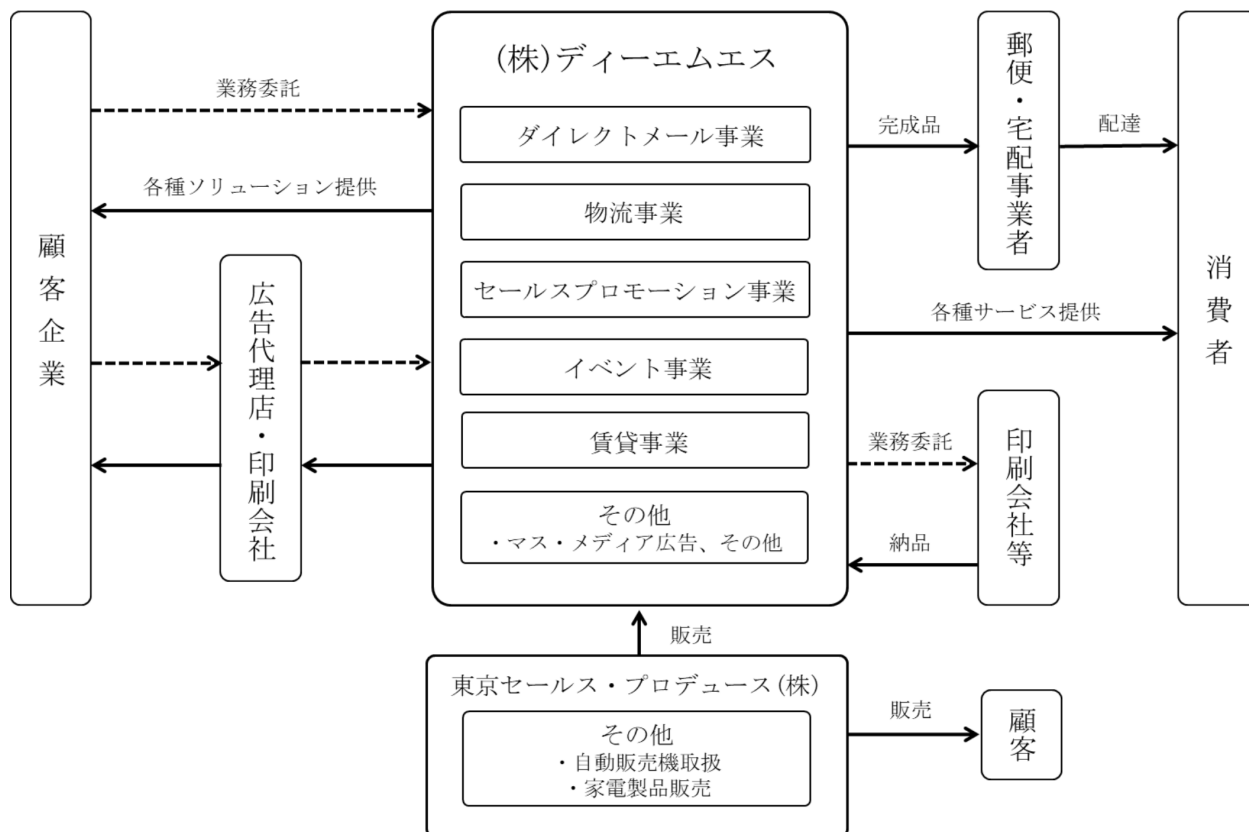 顧客企業
業務委託
各種ソリューション提供
広告代理店・印刷会社
(株)ディーエムエス
ダイレクトメール事業
物流事業
セールスプロモーション事業
イベント事業
賃貸事業
その他
・マス・メディア広告、その他
完成品
郵便・宅配事業者
配達
各種サービス提供
業務委託
納品
印刷会社等
消費者
販売
東京セールス・プロデュース(株)
その他
・自動販売機取扱
・家電製品販売
販売
顧客